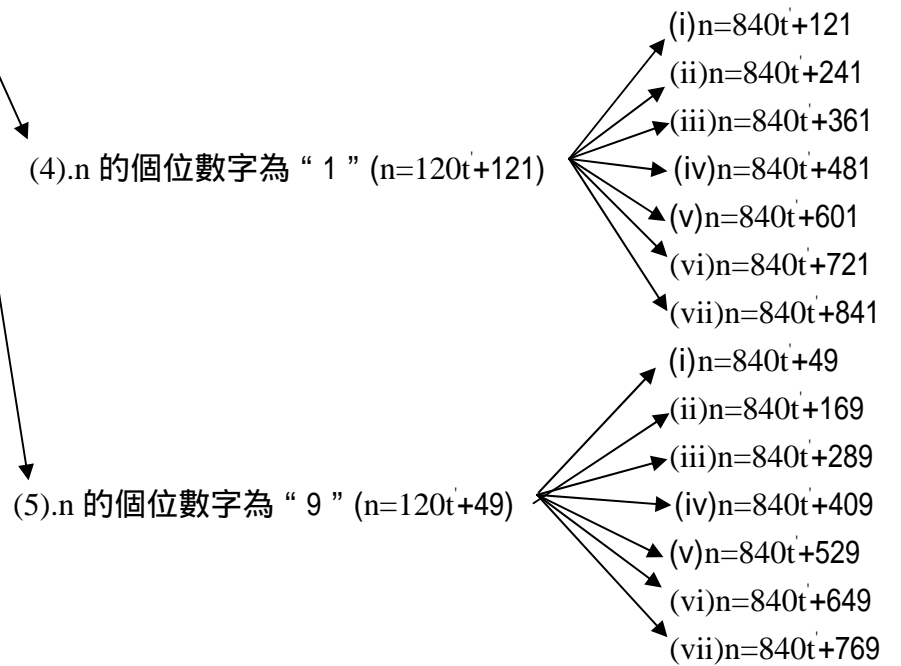 (i)n=840t'+121
(ii)n=840t'+241
(iii)n=840t'+361
(4).n 的個位數字為“1”(n=120t'+121)
(iv)n=840t'+481
(v)n=840t'+601
(vi)n=840t'+721
(vii)n=840t'+841
(i)n=840t'+49
(ii)n=840t'+169
(iii)n=840t'+289
(5).n 的個位數字為“9”(n=120t'+49)
(iv)n=840t'+409
(v)n=840t'+529
(vi)n=840t'+649
(vii)n=840t'+769